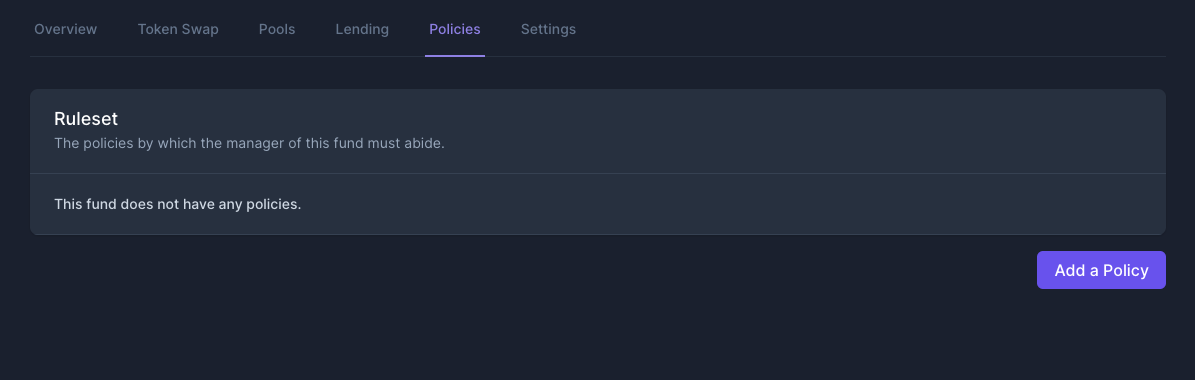 Overview Token Swap Pools Lending Policies Settings
Ruleset
The policies by which the manager of this fund must abide.
This fund does not have any policies.
Add a Policy